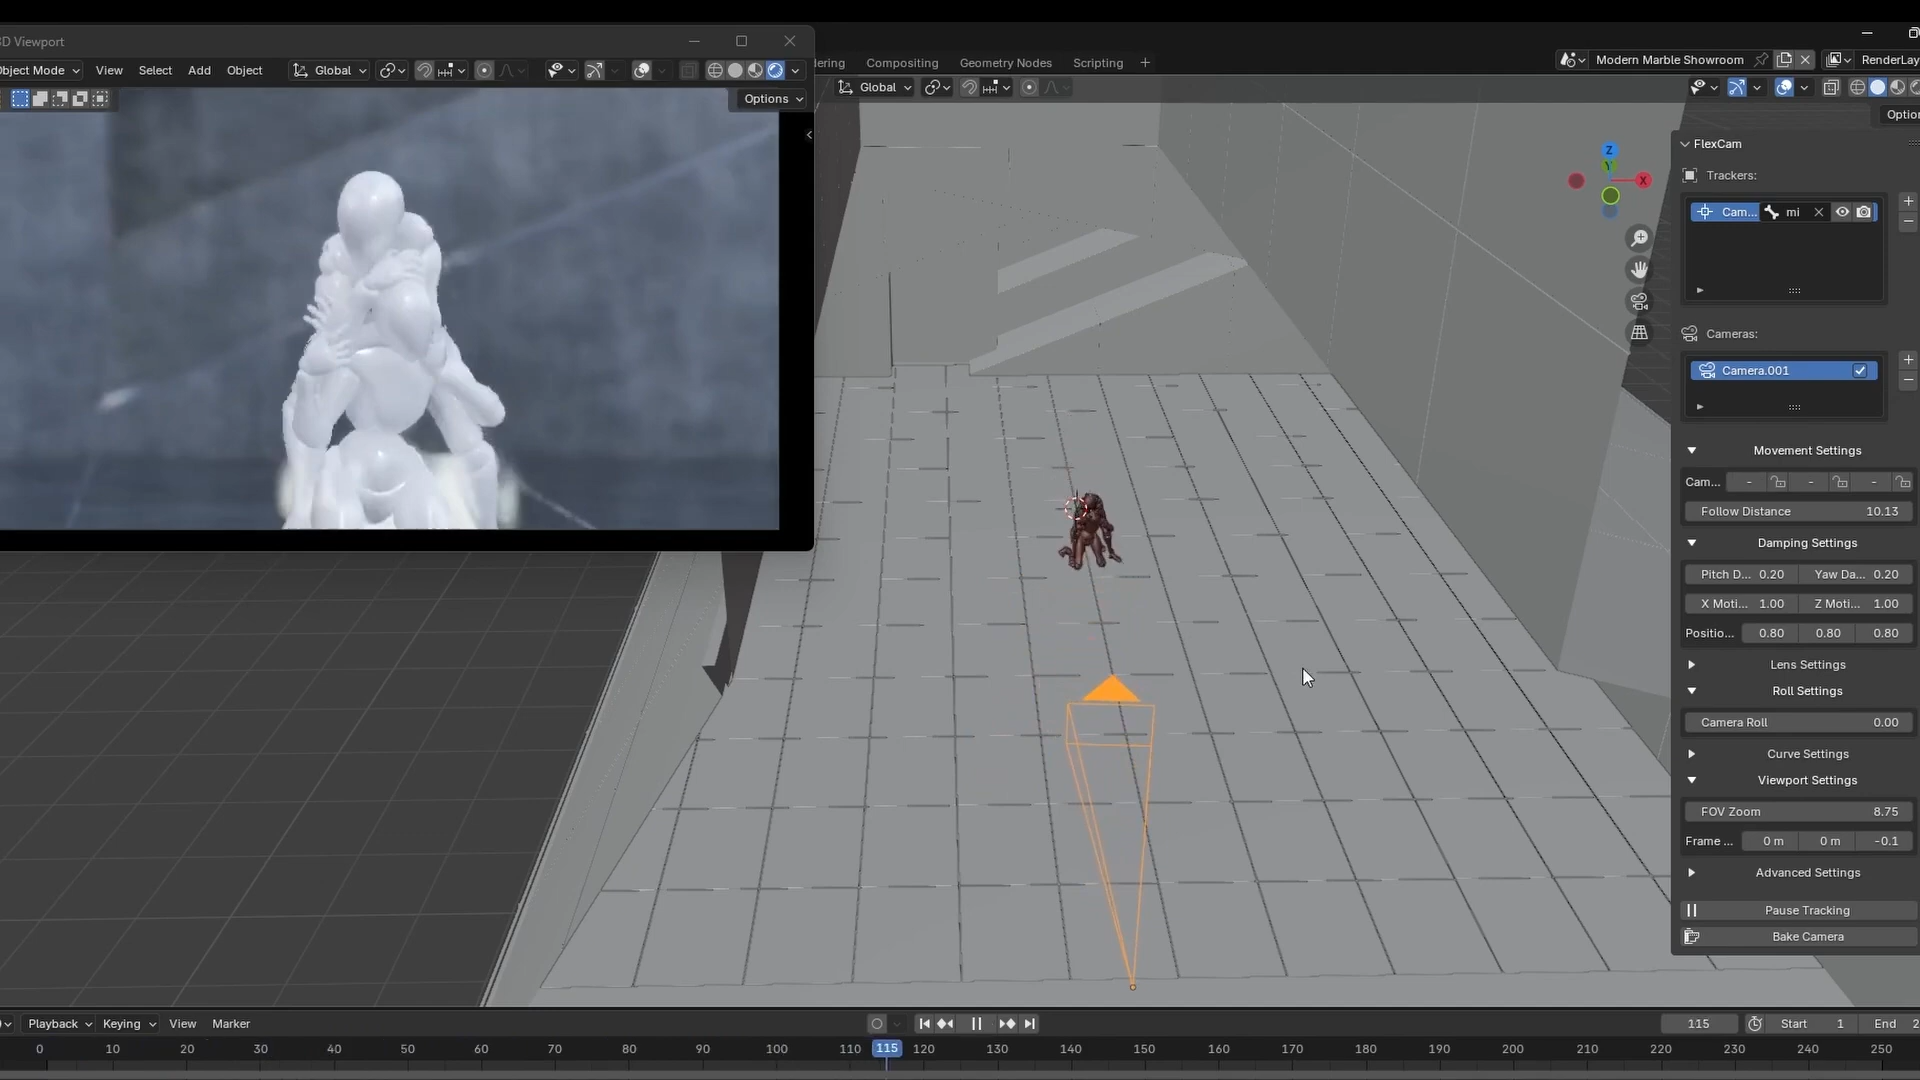 3D Viewport
Object Mode View Select Add Object Global
Options
dering Compositing Geometry Nodes Scripting +
Modern Marble Showroom RenderLay
Global
Optior
Z
Y
X
FlexCam
Trackers:
Cam... mi
Cameras:
Camera.001
Movement Settings
Cam... - - -
Follow Distance 10.13
Damping Settings
Pitch D... 0.20 Yaw Da... 0.20
X Moti... 1.00 Z Moti... 1.00
Positio... 0.80 0.80 0.80
Lens Settings
Roll Settings
Camera Roll 0.00
Curve Settings
Viewport Settings
FOV Zoom 8.75
Frame ... 0 m 0 m -0.1
Advanced Settings
Pause Tracking
Bake Camera
Playback Keying View Marker 115 Start 1 End 2
0 10 20 30 40 50 60 70 80 90 100 110 115 120 130 140 150 160 170 180 190 200 210 220 230 240 250